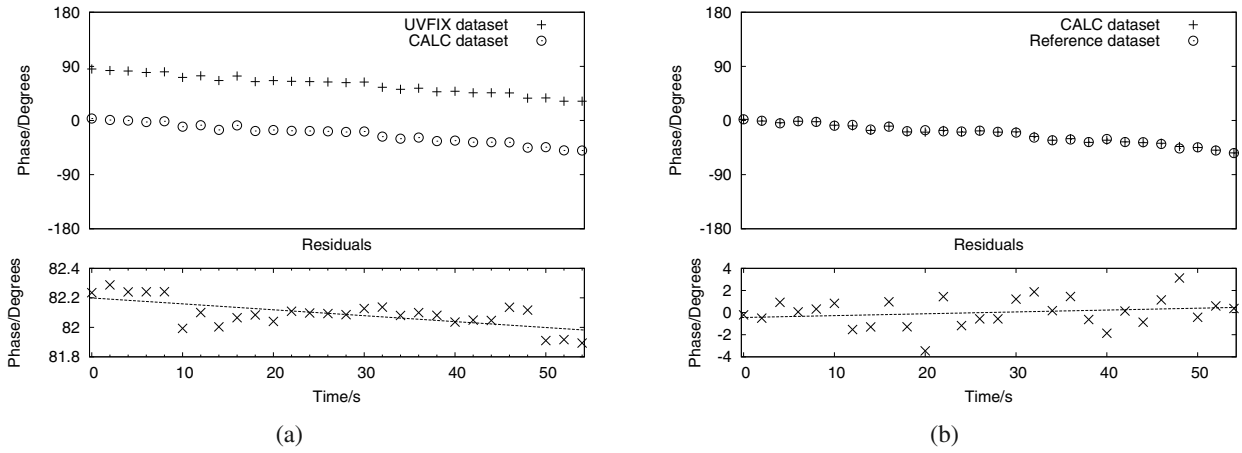 180
90
0
-90
-180
Phase/Degrees
UVFIX dataset
CALC dataset
Residuals
82.4
82.2
82
81.8
Phase/Degrees
0 10 20 30 40 50
Time/s
(a)
180
90
0
-90
-180
Phase/Degrees
CALC dataset
Reference dataset
Residuals
4
2
0
-2
-4
Phase/Degrees
0 10 20 30 40 50
Time/s
(b)